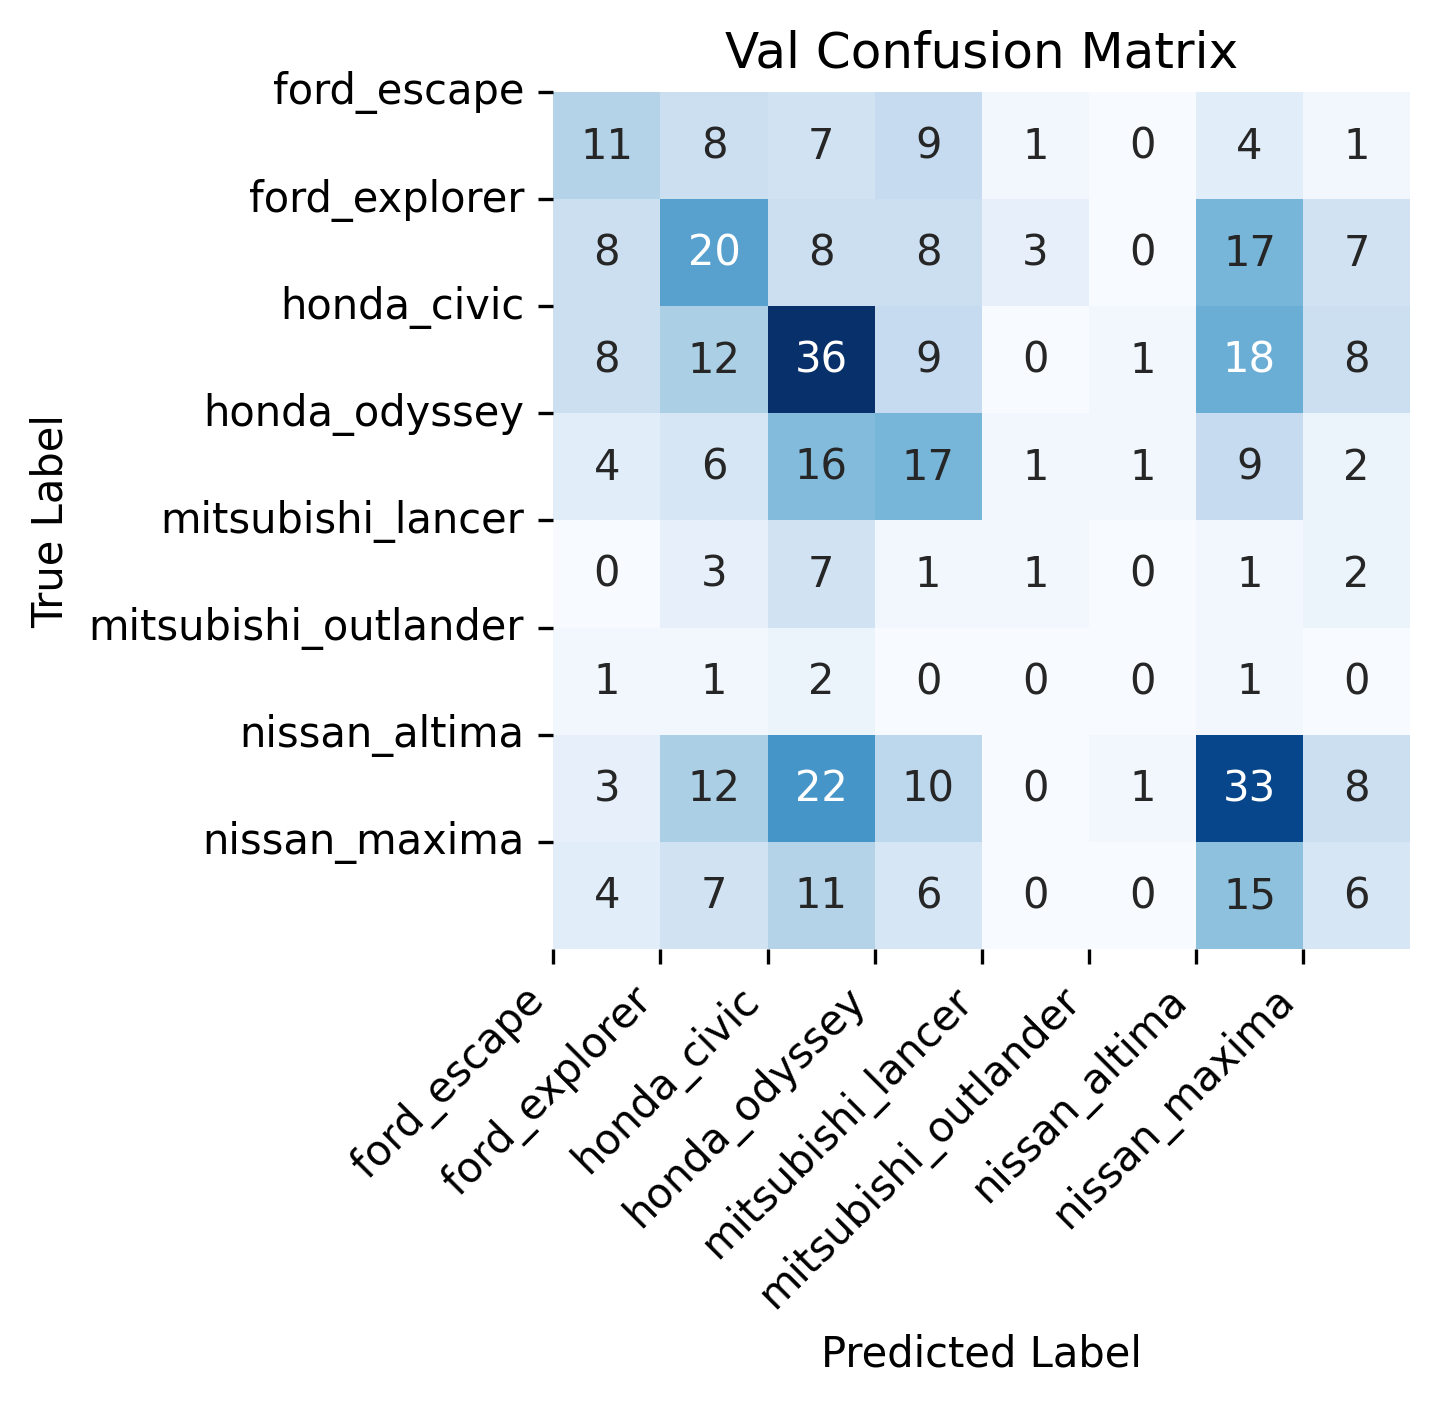 Val Confusion Matrix
ford_escape
11 8 7 9 1 0 4 1
ford_explorer
8 20 8 8 3 0 17 7
honda_civic
8 12 36 9 0 1 18 8
honda_odyssey
4 6 16 17 1 1 9 2
mitsubishi_lancer
0 3 7 1 1 0 1 2
mitsubishi_outlander
1 1 2 0 0 0 1 0
nissan_altima
3 12 22 10 0 1 33 8
nissan_maxima
4 7 11 6 0 0 15 6
True Label
ford_escape
ford_explorer
honda_civic
honda_odyssey
mitsubishi_lancer
mitsubishi_outlander
nissan_altima
nissan_maxima
Predicted Label